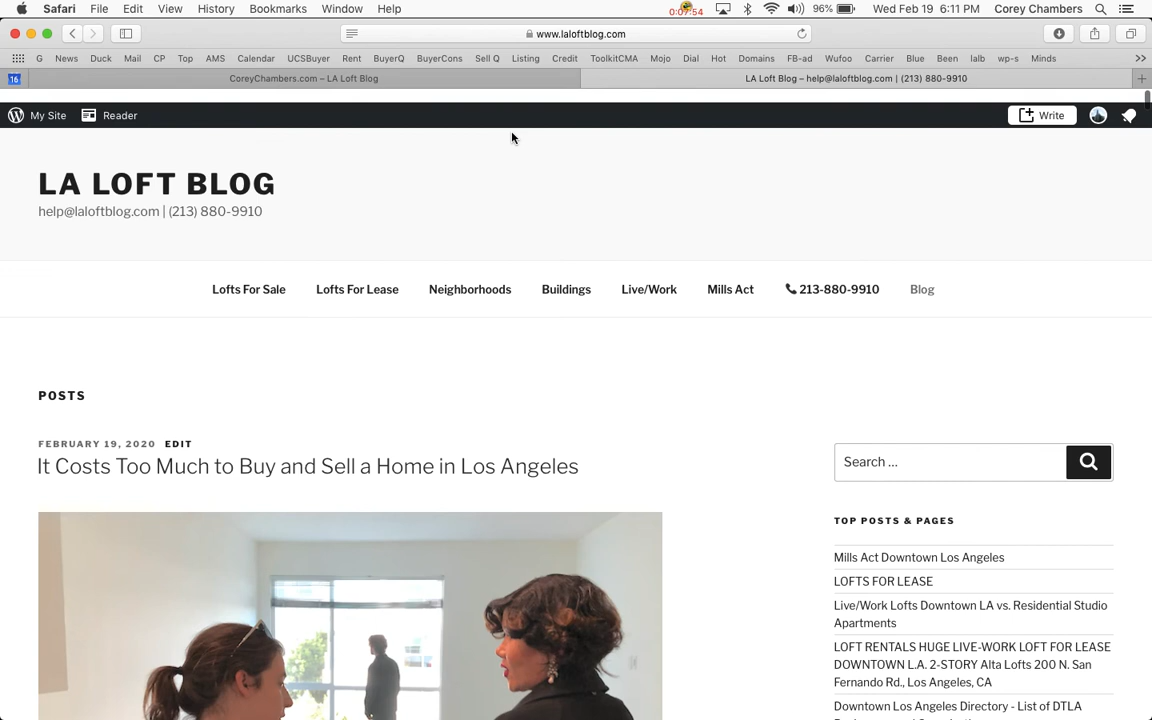 Safari File Edit View History Bookmarks Window Help 0:07:54 96% Wed Feb 19 6:11 PM Corey Chambers
www.laloftblog.com
G News Duck Mail CP Top AMS Calendar UCSBuyer Rent BuyerQ BuyerCons Sell Q Listing Credit ToolkitCMA Mojo Dial Hot Domains FB-ad Wufoo Carrier Blue Been lalb wp-s Minds >>
16 CoreyChambers.com – LA Loft Blog LA Loft Blog – help@laloftblog.com | (213) 880-9910 +
My Site Reader Write
LA LOFT BLOG
help@laloftblog.com | (213) 880-9910
Lofts For Sale Lofts For Lease Neighborhoods Buildings Live/Work Mills Act 213-880-9910 Blog
POSTS
FEBRUARY 19, 2020 EDIT
It Costs Too Much to Buy and Sell a Home in Los Angeles
Search ...
TOP POSTS & PAGES
Mills Act Downtown Los Angeles
LOFTS FOR LEASE
Live/Work Lofts Downtown LA vs. Residential Studio
Apartments
LOFT RENTALS HUGE LIVE-WORK LOFT FOR LEASE
DOWNTOWN L.A. 2-STORY Alta Lofts 200 N. San
Fernando Rd., Los Angeles, CA
Downtown Los Angeles Directory - List of DTLA